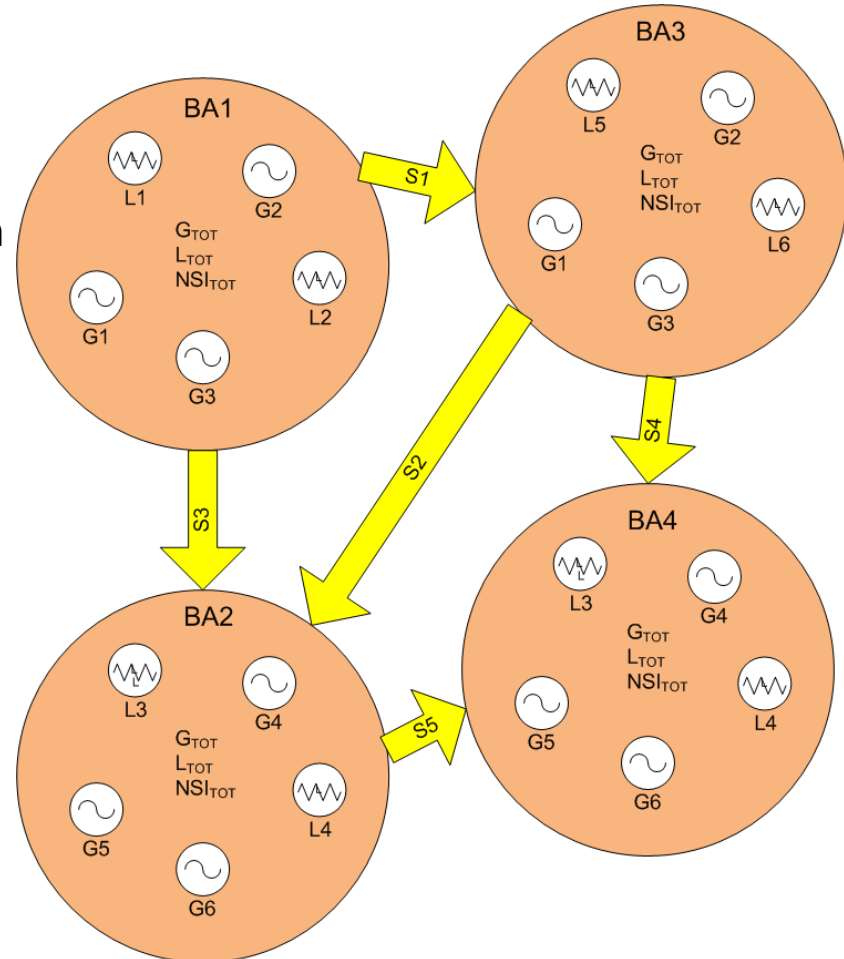 BA1
L1
G2
GTOT
LTOT
NSITOT
G1
L2
G3
S1
BA3
L5
G2
GTOT
LTOT
NSITOT
G1
L6
G3
S3
S2
S4
BA2
L
L3
G4
GTOT
LTOT
NSITOT
G5
L4
G6
S5
BA4
L
L3
G4
GTOT
LTOT
NSITOT
G5
L4
G6